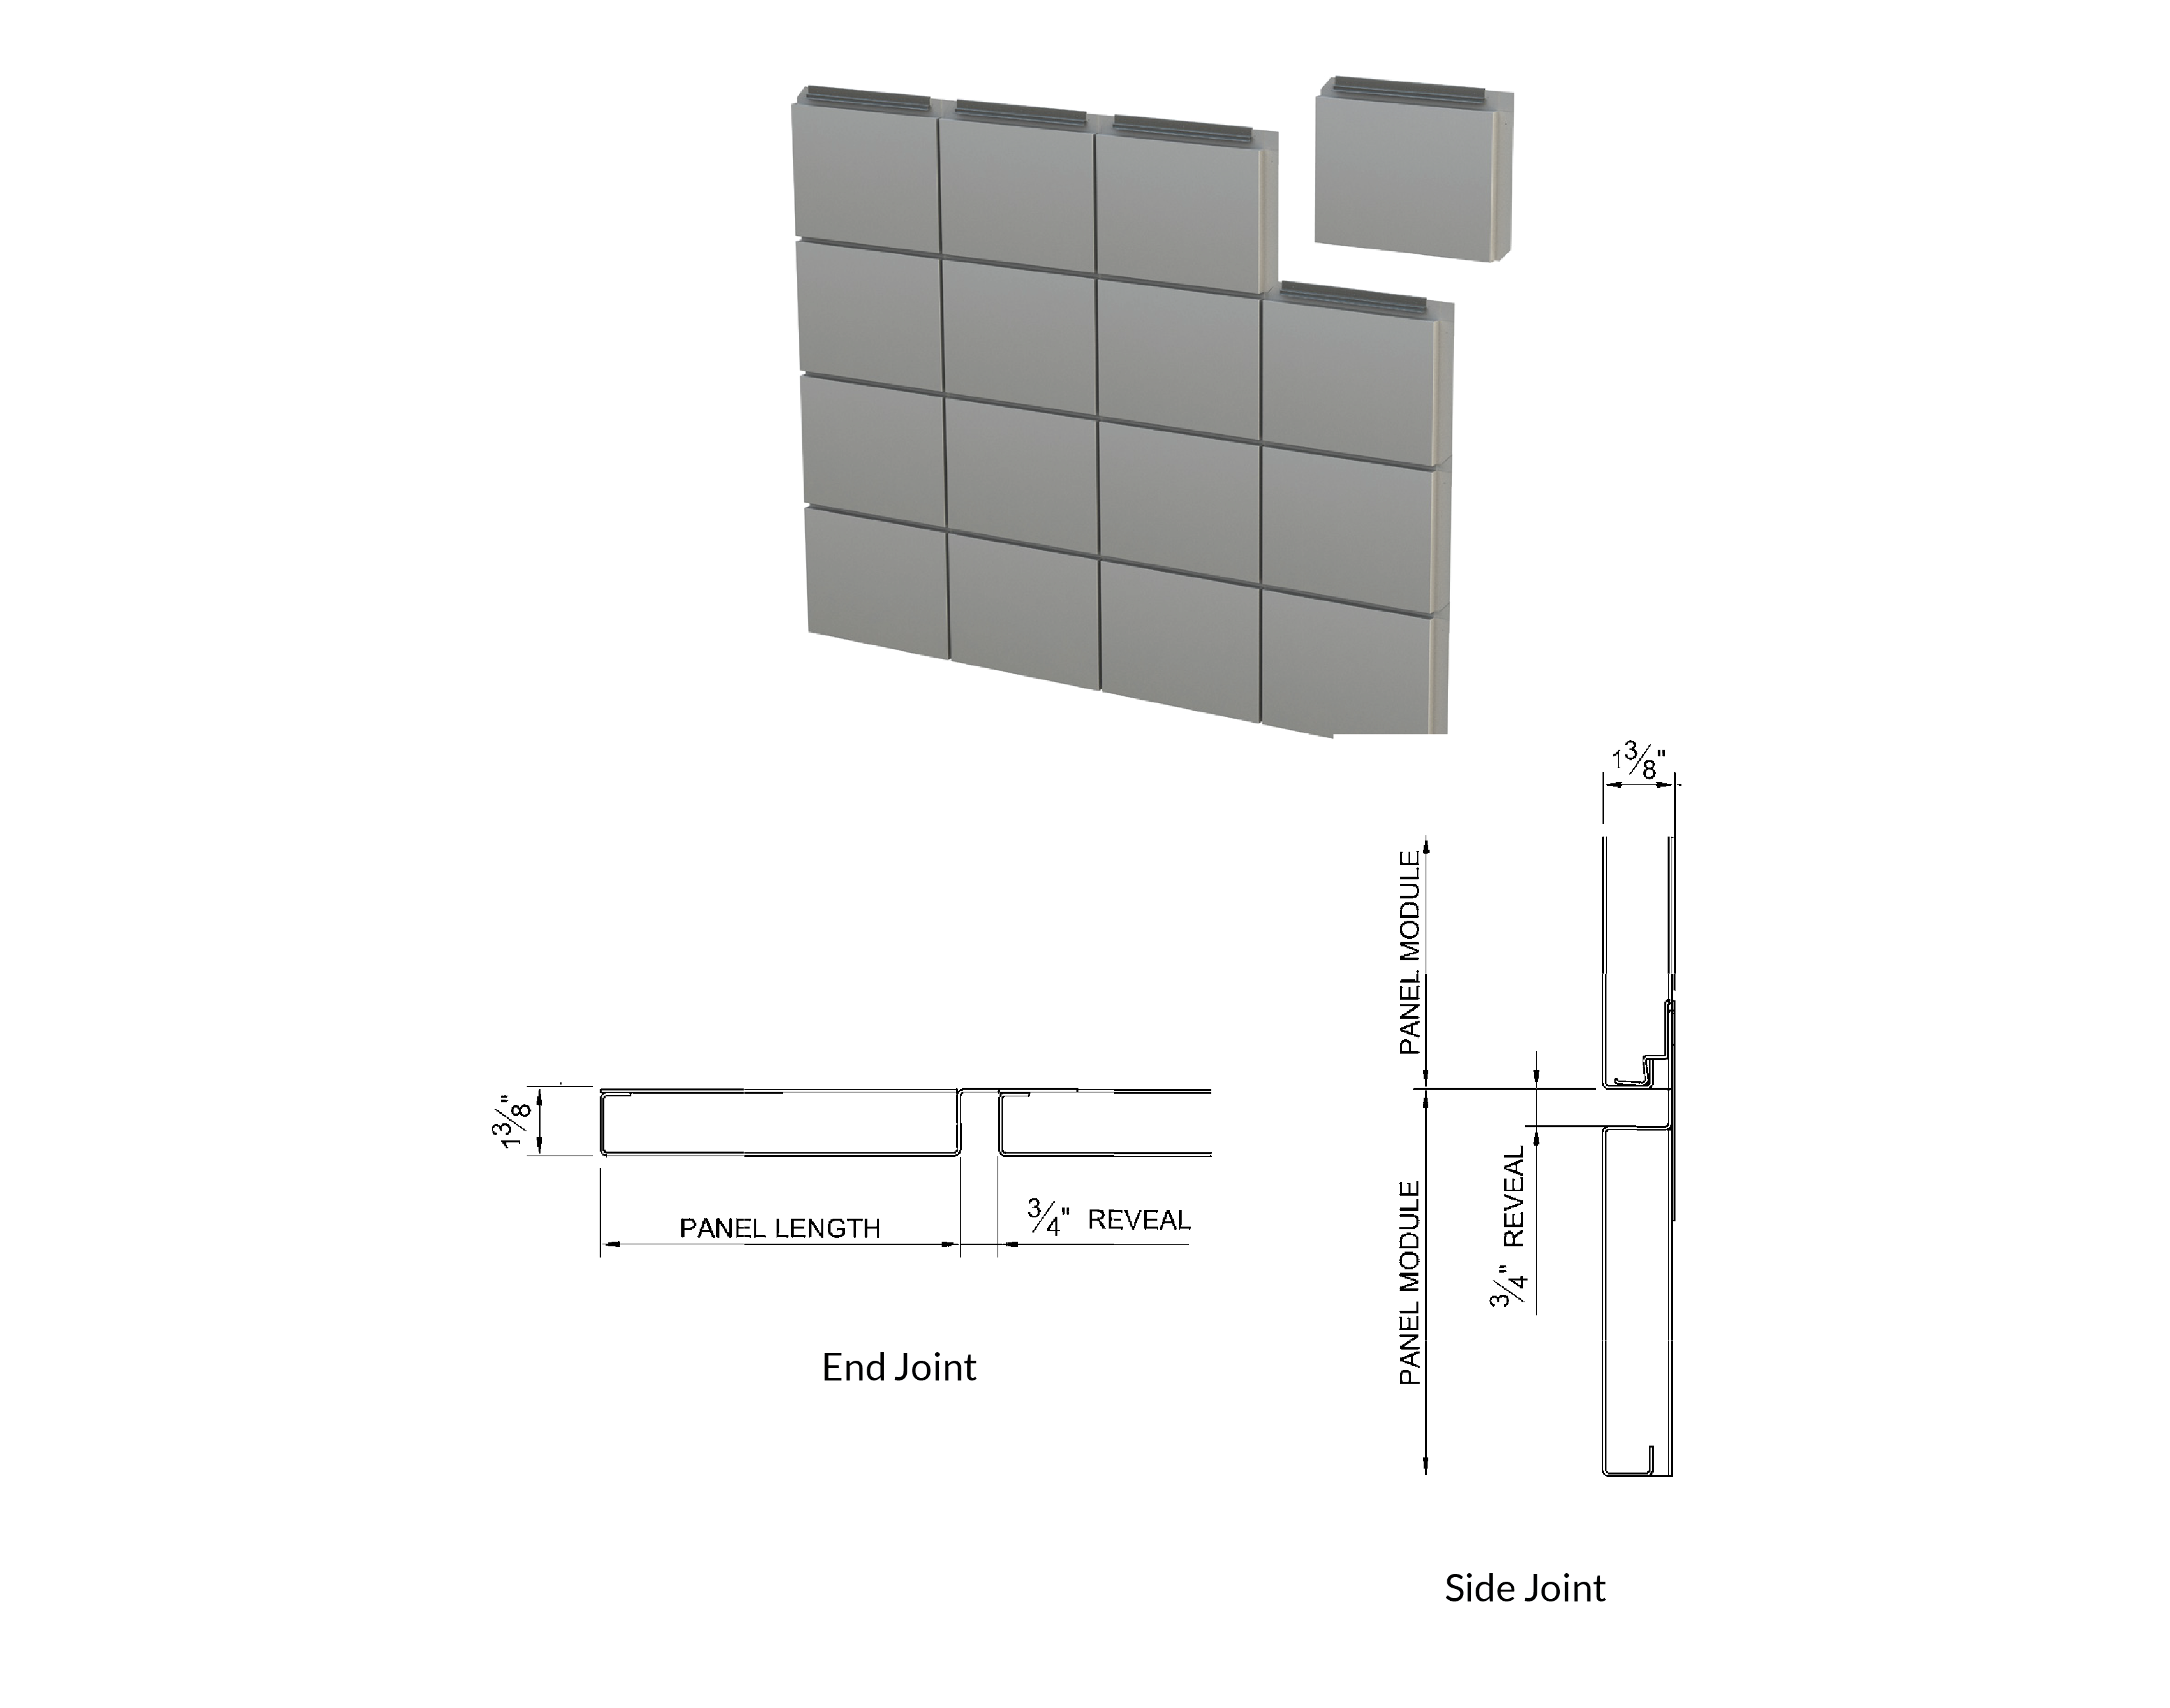 1 3/8"
PANEL MODULE
1 3/8"
PANEL LENGTH
3/4" REVEAL
3/4" REVEAL
PANEL MODULE
End Joint
Side Joint